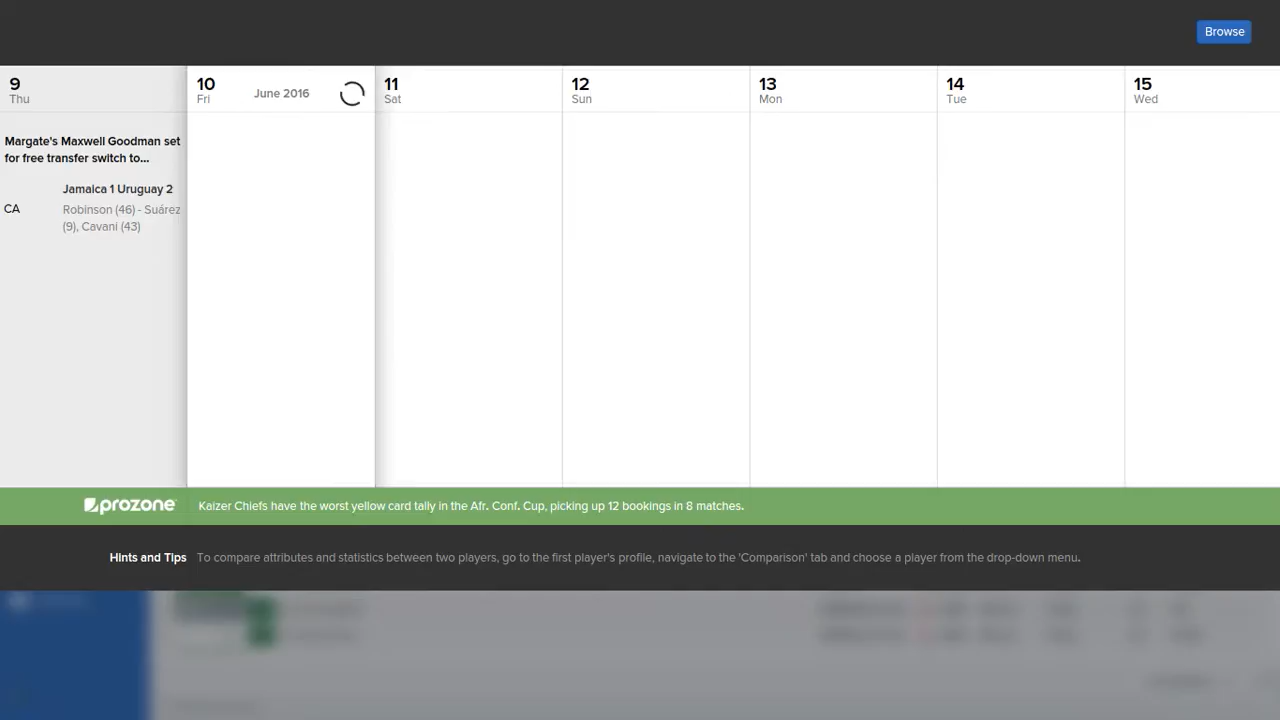 Browse
9
Thu
10
Fri
June 2016
11
Sat
12
Sun
13
Mon
14
Tue
15
Wed
Margate's Maxwell Goodman set
for free transfer switch to...
Jamaica 1 Uruguay 2
CA
Robinson (46) - Suárez
(9), Cavani (43)
prozone
Kaizer Chiefs have the worst yellow card tally in the Afr. Conf. Cup, picking up 12 bookings in 8 matches.
Hints and Tips
To compare attributes and statistics between two players, go to the first player's profile, navigate to the 'Comparison' tab and choose a player from the drop-down menu.